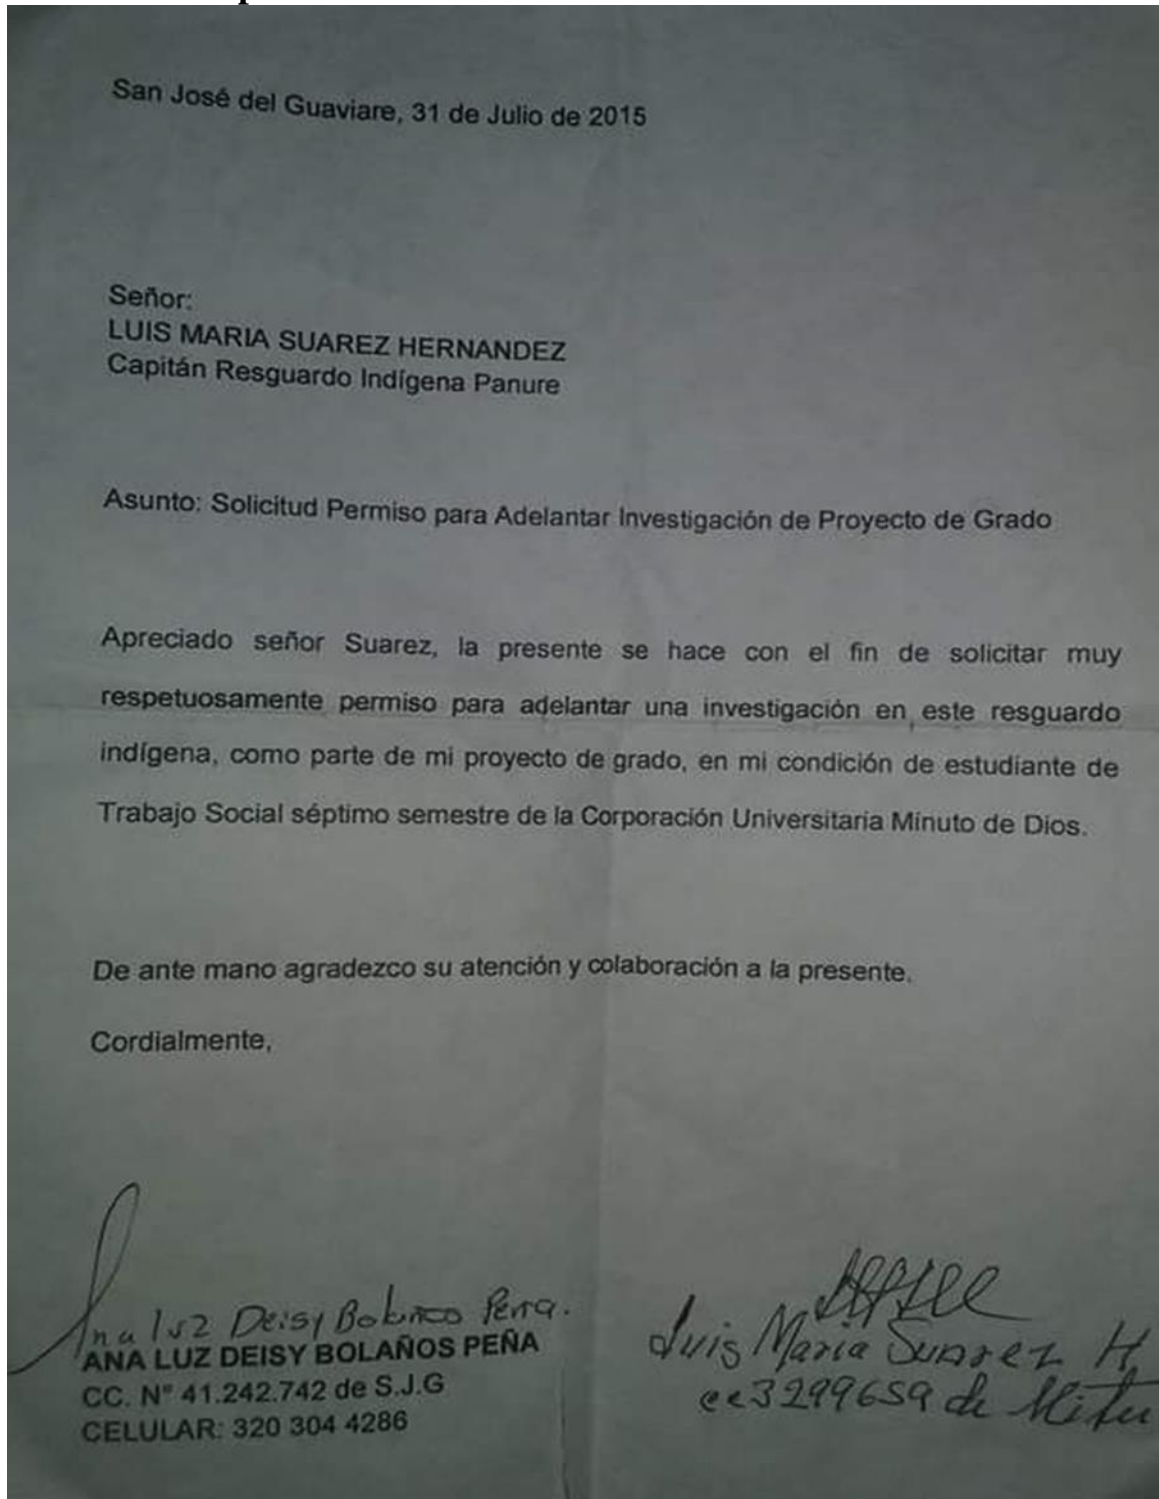 San José del Guaviare, 31 de Julio de 2015
Señor:
LUIS MARIA SUAREZ HERNANDEZ
Capitán Resguardo Indígena Panure
Asunto: Solicitud Permiso para Adelantar Investigación de Proyecto de Grado
Apreciado señor Suarez, la presente se hace con el fin de solicitar muy
respetuosamente permiso para adelantar una investigación en este resguardo
indígena, como parte de mi proyecto de grado, en mi condición de estudiante de
Trabajo Social séptimo semestre de la Corporación Universitaria Minuto de Dios.
De ante mano agradezco su atención y colaboración a la presente.
Cordialmente,
Ana luz Deisy Bolaños Peña.
ANA LUZ DEISY BOLAÑOS PEÑA
CC. N° 41.242.742 de S.J.G
CELULAR: 320 304 4286
Luis Maria Suarez H.
cc 3299659 de Mitu